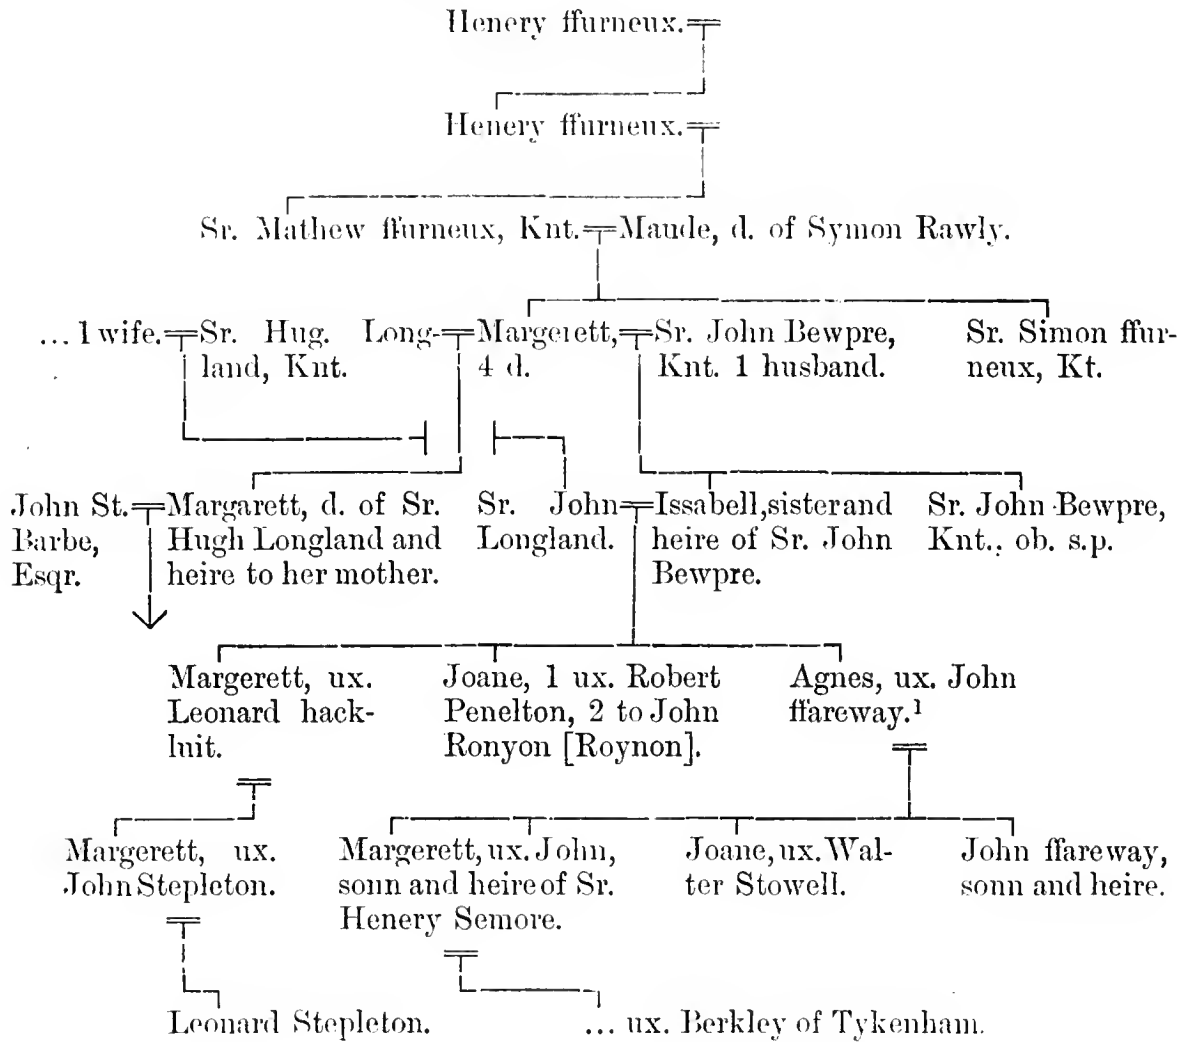 Henery ffurneux.
Henery ffurneux.
Sr. Mathew ffurneux, Knt. Maude, d. of Symon Rawly.
... 1 wife. Sr. Hug. Long- Margerett, Sr. John Bewpre, Sr. Simon ffur-
land, Knt. 4 d. Knt. 1 husband. neux, Kt.
John St. Margarett, d. of Sr. Sr. John Issabell, sister and Sr. John Bewpre,
Barbe, Hugh Longland and Longland. heire of Sr. John Knt., ob. s.p.
Esqr. heire to her mother. Bewpre.
Margerett, ux. Joane, 1 ux. Robert Agnes, ux. John
Leonard hack- Penelton, 2 to John ffareway.¹
luit. Ronyon [Roynon].
Margerett, ux. Margerett, ux. John, Joane, ux. Wal- John ffareway,
John Stepleton. sonn and heire of Sr. ter Stowell. sonn and heire.
Henery Semore.
Leonard Stepleton. ... ux. Berkley of Tykenham.